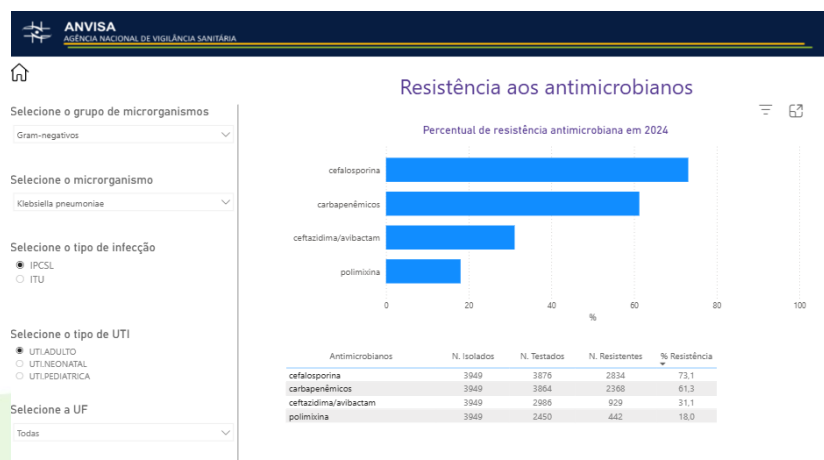 ANVISA
AGÊNCIA NACIONAL DE VIGILÂNCIA SANITÁRIA
Resistência aos antimicrobianos
Selecione o grupo de microrganismos
Gram-negativos
Selecione o microrganismo
Klebsiella pneumoniae
Selecione o tipo de infecção
IPCSL
ITU
Selecione o tipo de UTI
UTI.ADULTO
UTI.NEONATAL
UTI.PEDIATRICA
Selecione a UF
Todas
Percentual de resistência antimicrobiana em 2024
cefalosporina
carbapenêmicos
ceftazidima/avibactam
polimixina
0 20 40 60 80 100
%
Antimicrobianos N. Isolados N. Testados N. Resistentes % Resistência
cefalosporina 3949 3876 2834 73,1
carbapenêmicos 3949 3864 2368 61,3
ceftazidima/avibactam 3949 2986 929 31,1
polimixina 3949 2450 442 18,0